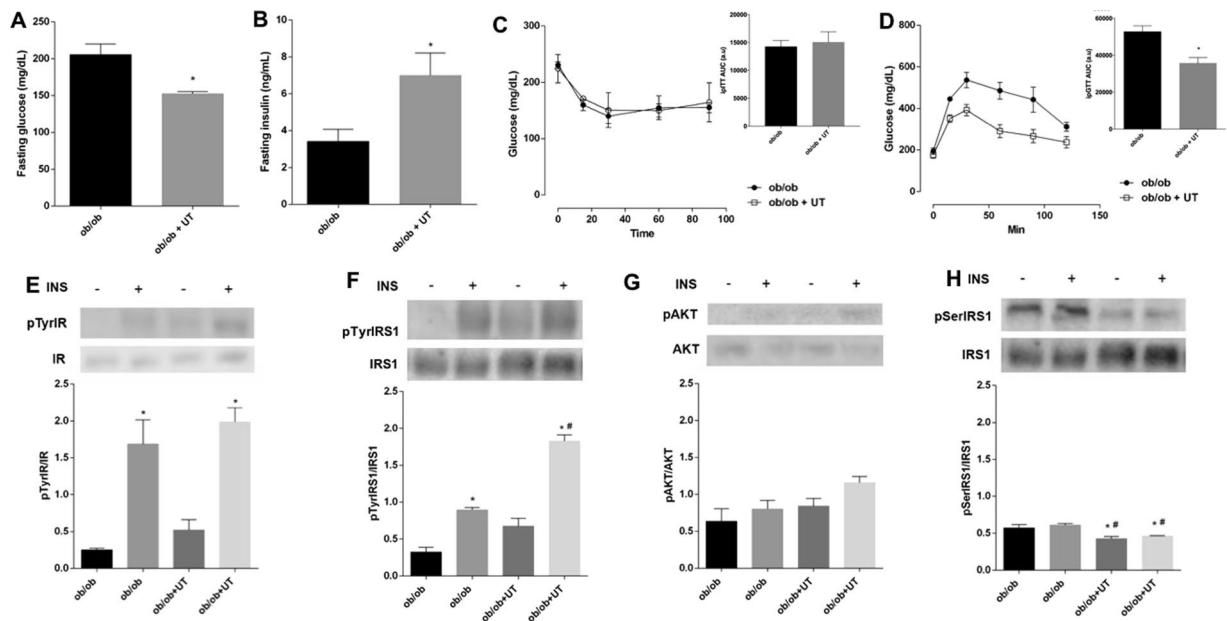 A
Fasting glucose (mg/dL)
250
200
150
100
50
0
*
ob/ob
ob/ob + UT
B
Fasting insulin (ng/mL)
10
8
6
4
2
0
*
ob/ob
ob/ob + UT
C
Glucose (mg/dL)
300
200
100
0
0
20
40
60
80
100
Time
ipITT AUC (a.u)
20000
15000
10000
5000
0
ob/ob
ob/ob + UT
ob/ob
ob/ob + UT
D
Glucose (mg/dL)
800
600
400
200
0
50
100
150
Min
ipGTT AUC (a.u)
60000
40000
20000
0
*
ob/ob
ob/ob + UT
ob/ob
ob/ob + UT
E
INS - + - +
pTyrIR
IR
pTyrIR/IR
2.5
2.0
1.5
1.0
0.5
0.0
*
*
ob/ob
ob/ob
ob/ob+UT
ob/ob+UT
F
INS - + - +
pTyrIRS1
IRS1
pTyrIRS1/IRS1
2.5
2.0
1.5
1.0
0.5
0.0
*
* #
ob/ob
ob/ob
ob/ob+UT
ob/ob+UT
G
INS - + - +
pAKT
AKT
pAKT/AKT
2.5
2.0
1.5
1.0
0.5
0.0
ob/ob
ob/ob
ob/ob+UT
ob/ob+UT
H
INS - + - +
pSerIRS1
IRS1
pSerIRS1/IRS1
2.5
2.0
1.5
1.0
0.5
0.0
* #
* #
ob/ob
ob/ob
ob/ob+UT
ob/ob+UT